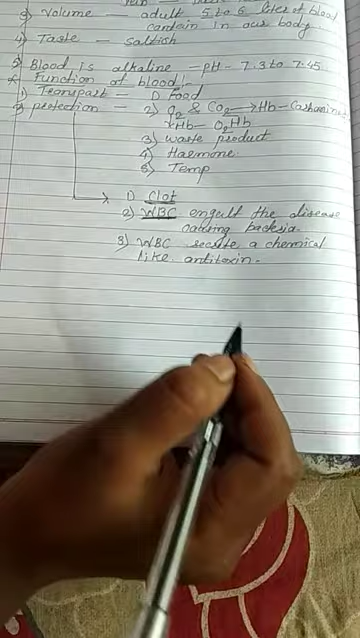 3) Volume — adult 5 to 6 liter of blood
contain in our body
4) Taste — Saltish
5) Blood is alkaline — pH - 7.3 to 7.45
Function of blood!-
1) Transport — 1) Food
2) O2 & CO2 → Hb - Carbamino
xHb - O2Hb
2) protection —
3) waste product
4) Harmone
5) Temp
1) Clot
2) WBC engulf the disease
causing bacteria.
3) WBC secrete a chemical
like antitoxin.